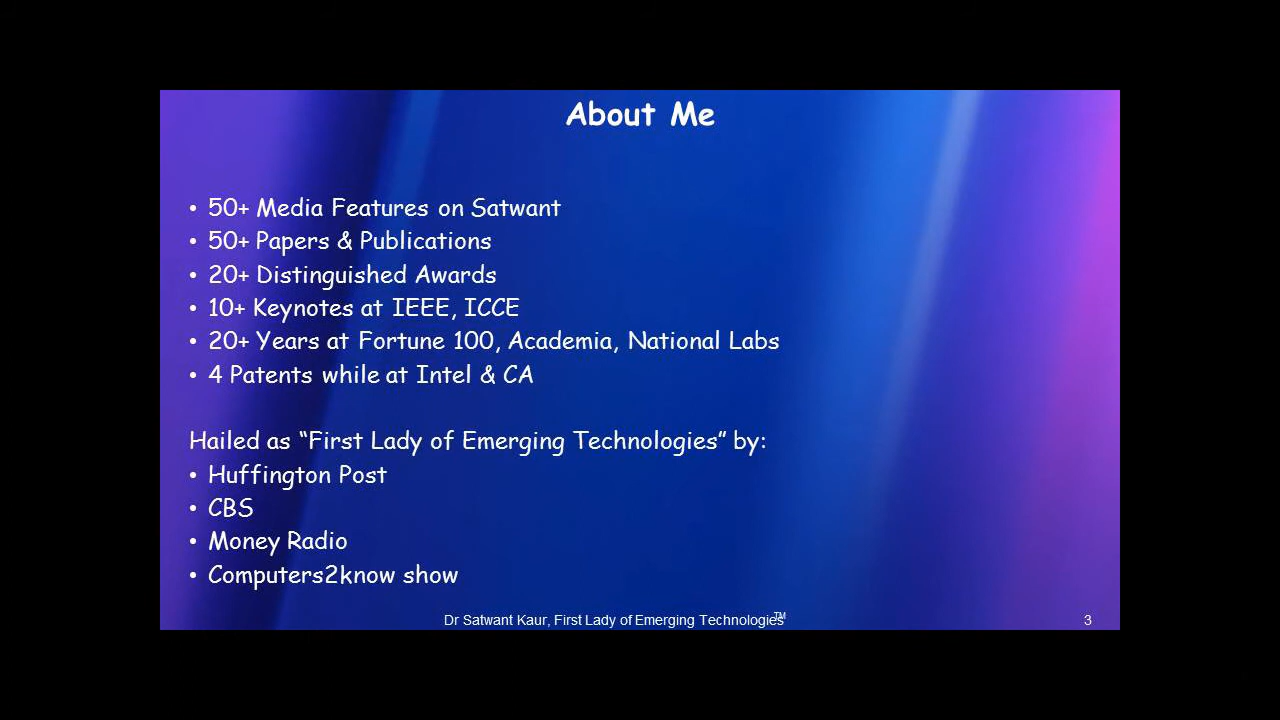 About Me
• 50+ Media Features on Satwant
• 50+ Papers & Publications
• 20+ Distinguished Awards
• 10+ Keynotes at IEEE, ICCE
• 20+ Years at Fortune 100, Academia, National Labs
• 4 Patents while at Intel & CA
Hailed as “First Lady of Emerging Technologies” by:
• Huffington Post
• CBS
• Money Radio
• Computers2know show
Dr Satwant Kaur, First Lady of Emerging Technologies™
3